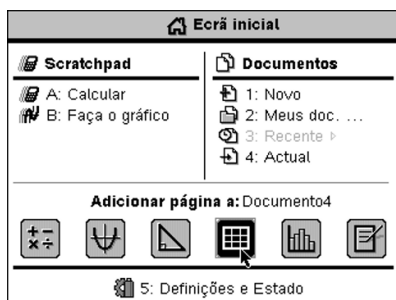 Ecrã inicial
Scratchpad
A: Calcular
B: Faça o gráfico
Documentos
1: Novo
2: Meus doc. ...
3: Recente ▹
4: Actual
Adicionar página a: Documento4
5: Definições e Estado